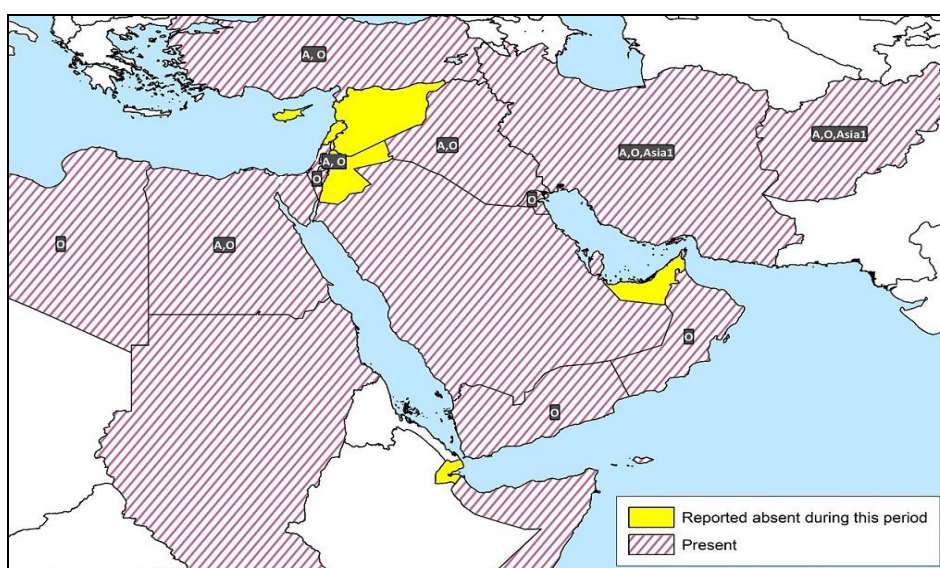 A, O
A, O
A,O
A,O,Asia1
A,O,Asia1
O
O
O
A,O
O
O
Reported absent during this period
Present